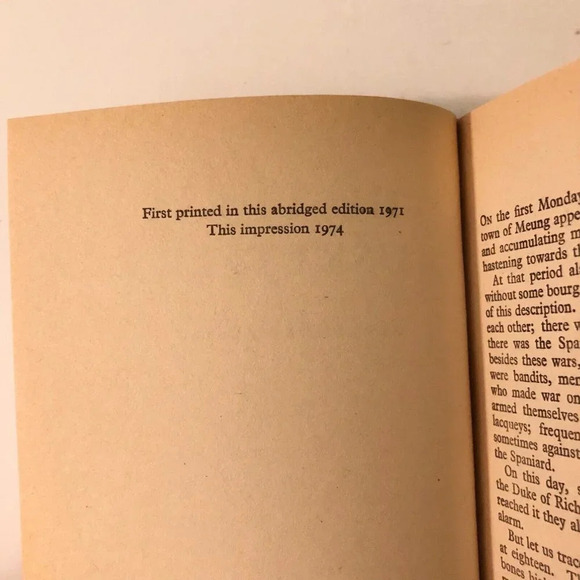 First printed in this abridged edition 1971
This impression 1974
ON the first Monday
town of Meung appe
and accumulating m
hastening towards th
At that period al
without some bourg
of this description.
each other; there w
there was the Spa
besides these wars,
were bandits, men
who made war on
armed themselves
lacqueys; frequen
sometimes against
the Spaniard.
On this day, s
the Duke of Rich
reached it they al
alarm.
But let us trac
at eighteen. T
bones hi